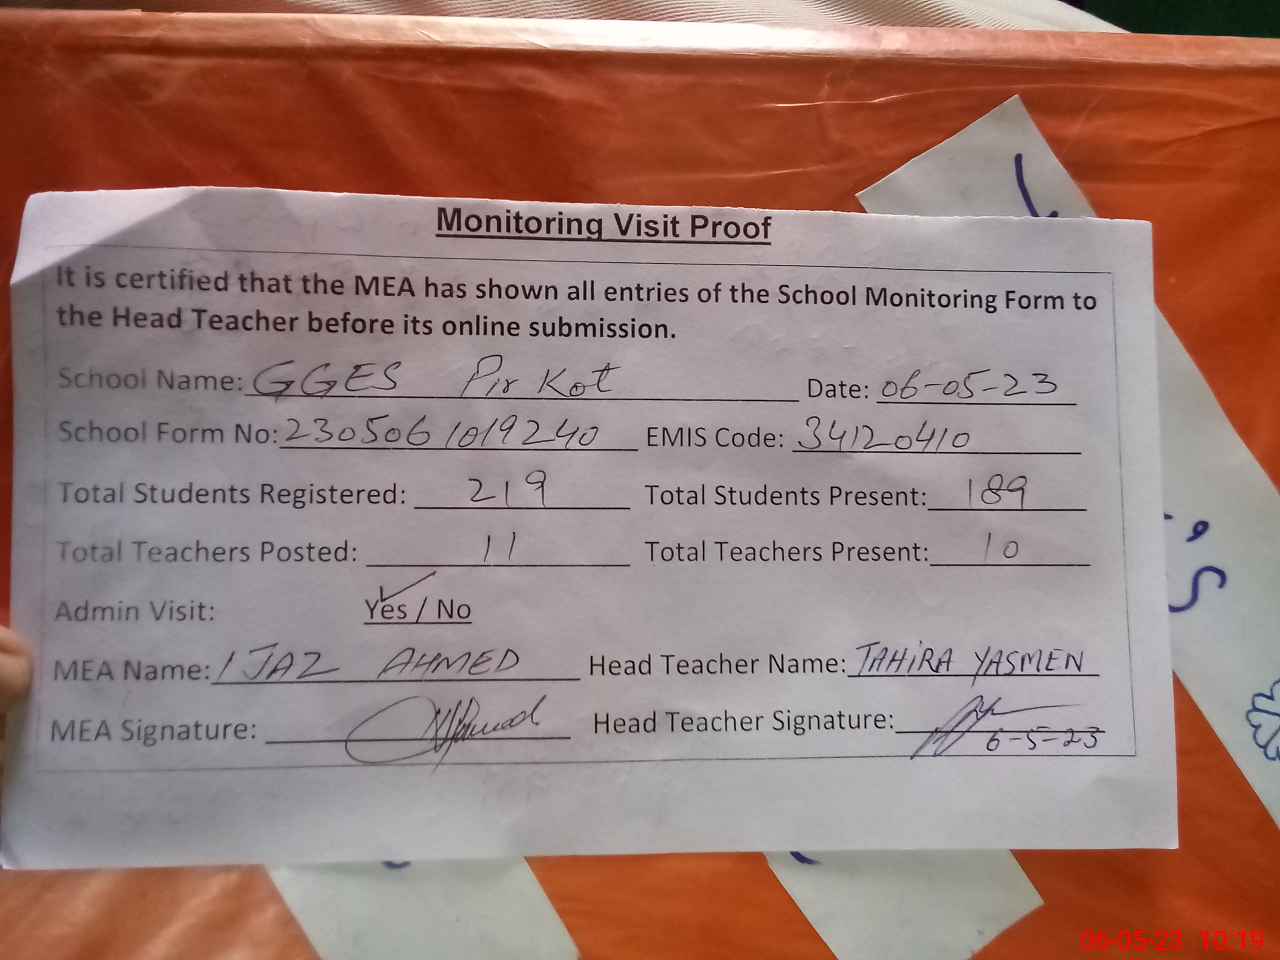 Monitoring Visit Proof
It is certified that the MEA has shown all entries of the School Monitoring Form to
the Head Teacher before its online submission.
School Name: GGES Pir Kot Date: 06-05-23
School Form No: 2305061019240 EMIS Code: 34120410
Total Students Registered: 219 Total Students Present: 189
Total Teachers Posted: 11 Total Teachers Present: 10
Admin Visit: Yes / No
MEA Name: IJAZ AHMED Head Teacher Name: TAHIRA YASMEN
MEA Signature: Head Teacher Signature:
6-5-23
06-05-23 10:19